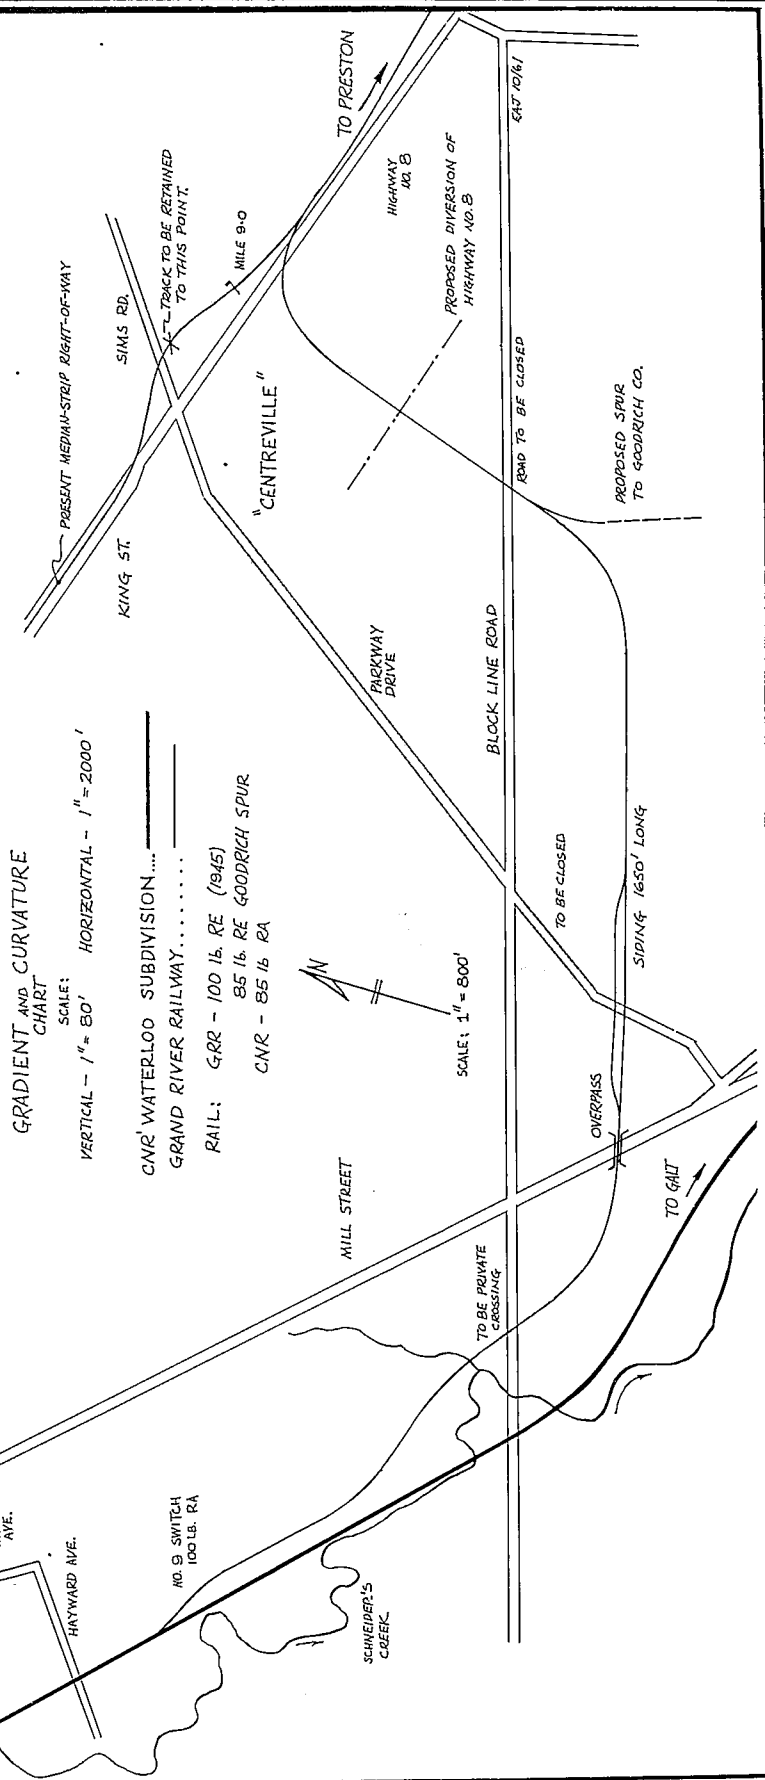 GRADIENT AND CURVATURE
CHART
SCALE:
VERTICAL - 1" = 80' HORIZONTAL - 1" = 2000'
CNR' WATERLOO SUBDIVISION....
GRAND RIVER RAILWAY........
RAIL: GRR - 100 lb. RE (1945)
85 lb. RE GOODRICH SPUR
CNR - 85 lb RA
N
SCALE: 1" = 800'
AVE.
HAYWARD AVE.
NO. 9 SWITCH
100 LB. RA
SCHNEIDER'S
CREEK
MILL STREET
TO BE PRIVATE
CROSSING
TO GALT
OVERPASS
SIDING 1650' LONG
TO BE CLOSED
BLOCK LINE ROAD
PARKWAY
DRIVE
KING ST.
PRESENT MEDIAN-STRIP RIGHT-OF-WAY
SIMS RD.
TRACK TO BE RETAINED
TO THIS POINT.
MILE 9.0
"CENTREVILLE"
TO PRESTON
HIGHWAY
NO. 8
PROPOSED DIVERSION OF
HIGHWAY NO. 8
ROAD TO BE CLOSED
PROPOSED SPUR
TO GOODRICH CO.
EAJ 10/61